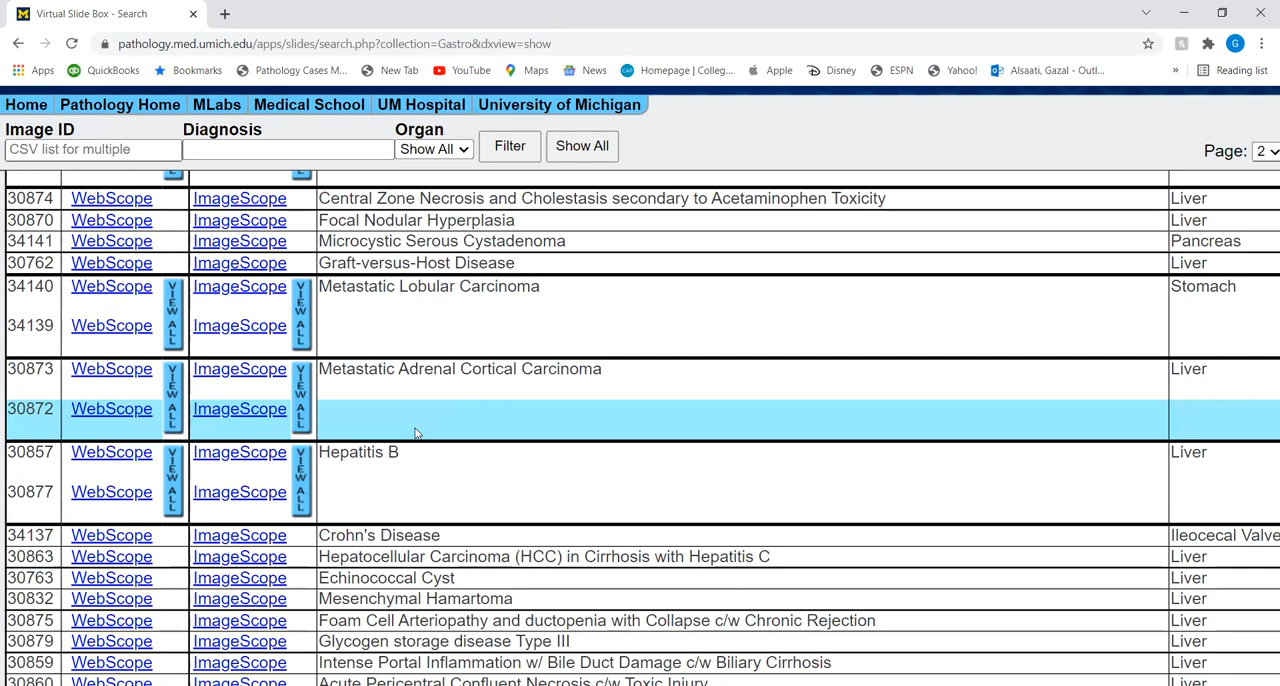 Virtual Slide Box - Search
pathology.med.umich.edu/apps/slides/search.php?collection=Gastro&dxview=show
G
Apps QuickBooks Bookmarks Pathology Cases M... New Tab YouTube Maps News Homepage | Colleg... Apple Disney ESPN Yahoo! Alsaati, Gazal - Outl... » Reading list
Home Pathology Home MLabs Medical School UM Hospital University of Michigan
Image ID Diagnosis Organ
CSV list for multiple Show All Filter Show All Page: 2
30874 WebScope ImageScope Central Zone Necrosis and Cholestasis secondary to Acetaminophen Toxicity Liver
30870 WebScope ImageScope Focal Nodular Hyperplasia Liver
34141 WebScope ImageScope Microcystic Serous Cystadenoma Pancreas
30762 WebScope ImageScope Graft-versus-Host Disease Liver
34140 WebScope VIEW ALL ImageScope VIEW ALL Metastatic Lobular Carcinoma Stomach
34139 WebScope ImageScope
30873 WebScope VIEW ALL ImageScope VIEW ALL Metastatic Adrenal Cortical Carcinoma Liver
30872 WebScope ImageScope
30857 WebScope VIEW ALL ImageScope VIEW ALL Hepatitis B Liver
30877 WebScope ImageScope
34137 WebScope ImageScope Crohn's Disease Ileocecal Valve
30863 WebScope ImageScope Hepatocellular Carcinoma (HCC) in Cirrhosis with Hepatitis C Liver
30763 WebScope ImageScope Echinococcal Cyst Liver
30832 WebScope ImageScope Mesenchymal Hamartoma Liver
30875 WebScope ImageScope Foam Cell Arteriopathy and ductopenia with Collapse c/w Chronic Rejection Liver
30879 WebScope ImageScope Glycogen storage disease Type III Liver
30859 WebScope ImageScope Intense Portal Inflammation w/ Bile Duct Damage c/w Biliary Cirrhosis Liver
30860 WebScope ImageScope Acute Pericentral Confluent Necrosis c/w Toxic Injury Liver